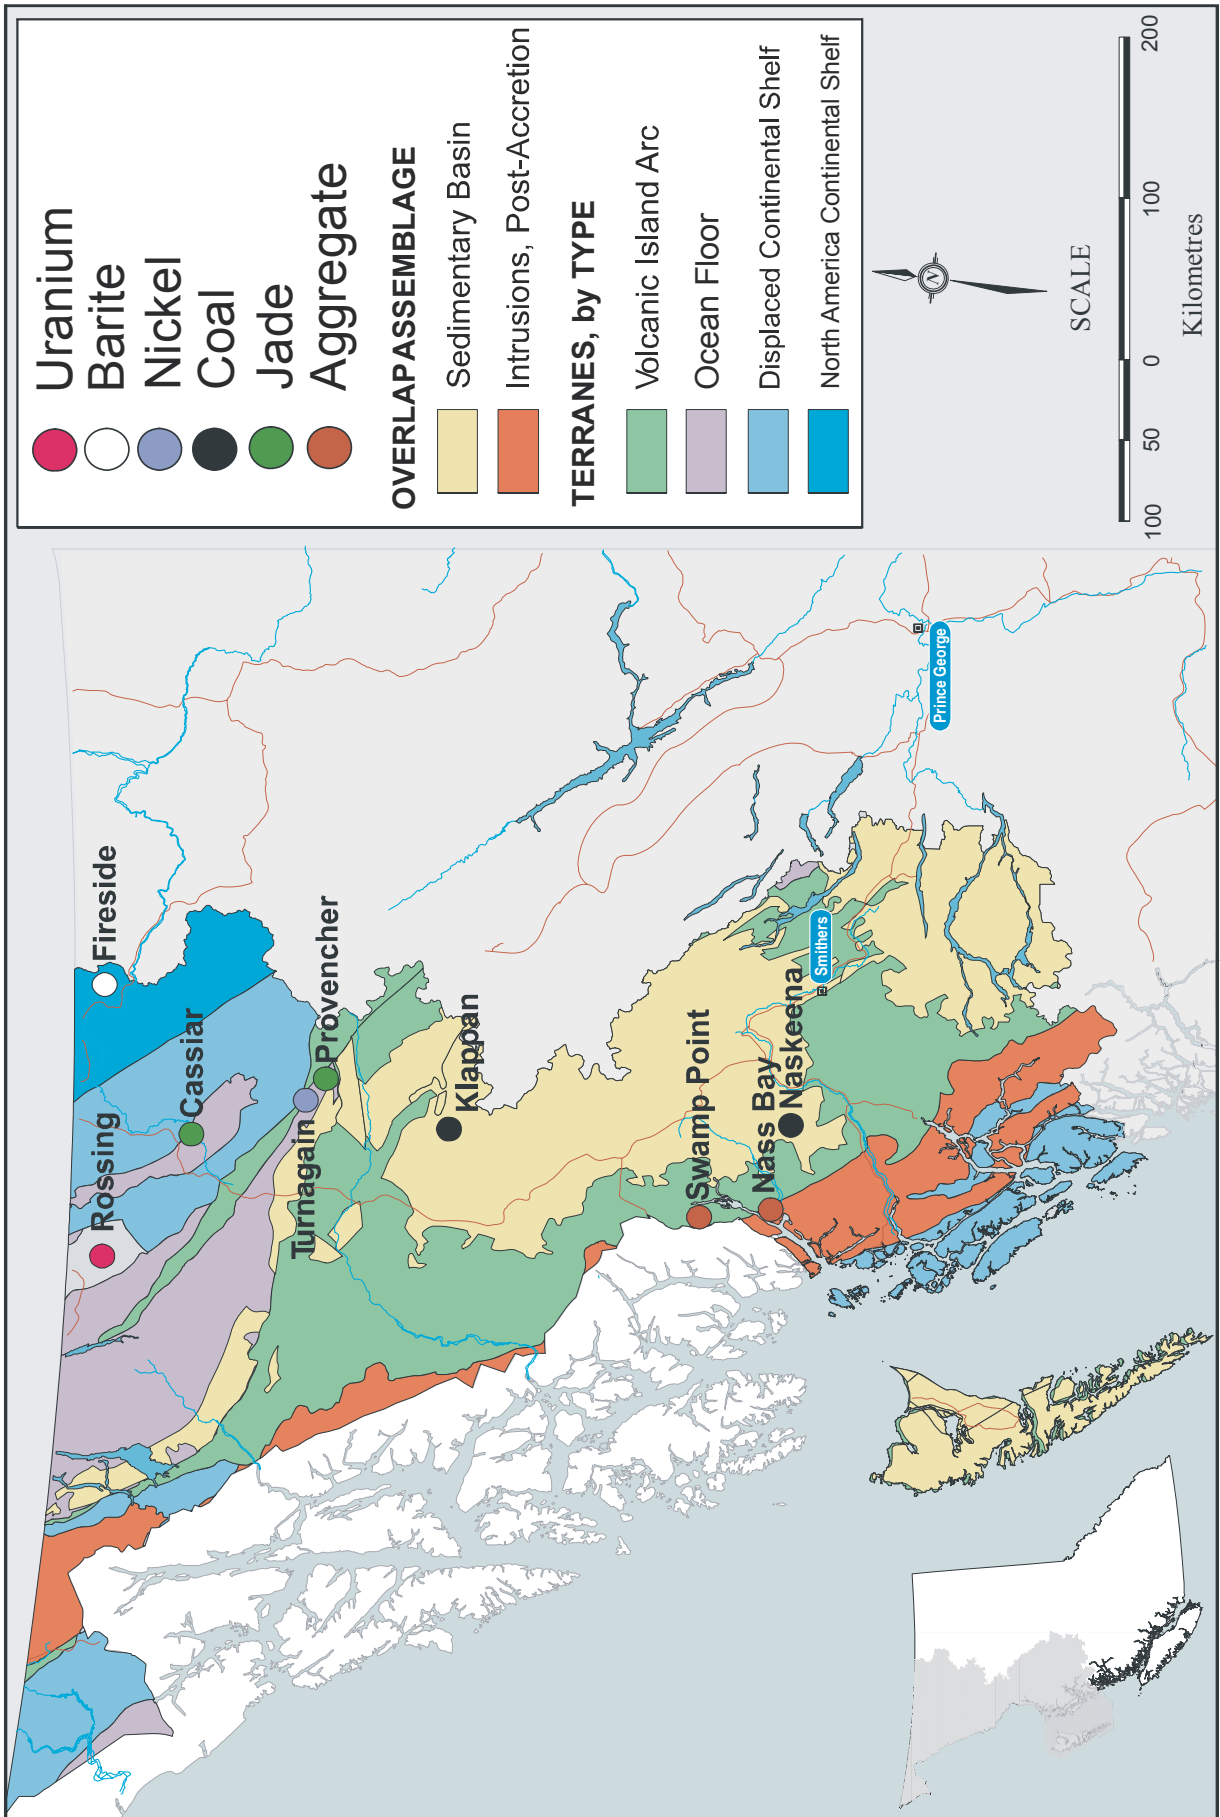 Uranium
Barite
Nickel
Coal
Jade
Aggregate
OVERLAPASSEMBLAGE
Sedimentary Basin
Intrusions, Post-Accretion
TERRANES, by TYPE
Volcanic Island Arc
Ocean Floor
Displaced Continental Shelf
North America Continental Shelf
N
SCALE
100 50 0 100 200
Kilometres
Rossing
Fireside
Cassiar
Turnagain
Provencher
Klappan
Swamp Point
Nass Bay
Naskeena
Smithers
Prince George